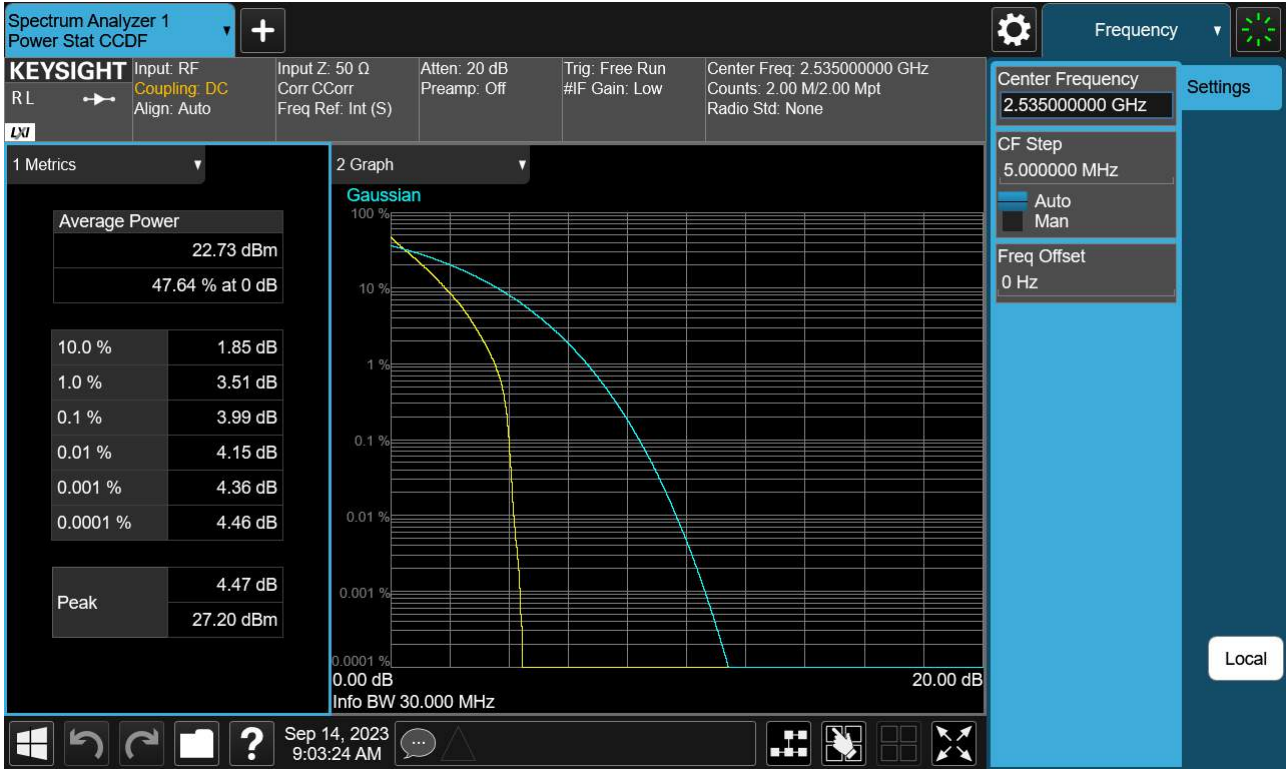 Spectrum Analyzer 1
Power Stat CCDF
Frequency
KEYSIGHT
R L
LXI
Input: RF
Coupling: DC
Align: Auto
Input Z: 50 Ω
Corr CCorr
Freq Ref: Int (S)
Atten: 20 dB
Preamp: Off
Trig: Free Run
#IF Gain: Low
Center Freq: 2.535000000 GHz
Counts: 2.00 M/2.00 Mpt
Radio Std: None
1 Metrics
Average Power
22.73 dBm
47.64 % at 0 dB
10.0 % 1.85 dB
1.0 % 3.51 dB
0.1 % 3.99 dB
0.01 % 4.15 dB
0.001 % 4.36 dB
0.0001 % 4.46 dB
Peak
4.47 dB
27.20 dBm
2 Graph
Gaussian
100 %
10 %
1 %
0.1 %
0.01 %
0.001 %
0.0001 %
0.00 dB 20.00 dB
Info BW 30.000 MHz
Center Frequency
2.535000000 GHz
CF Step
5.000000 MHz
Auto
Man
Freq Offset
0 Hz
Settings
Local
?
Sep 14, 2023
9:03:24 AM